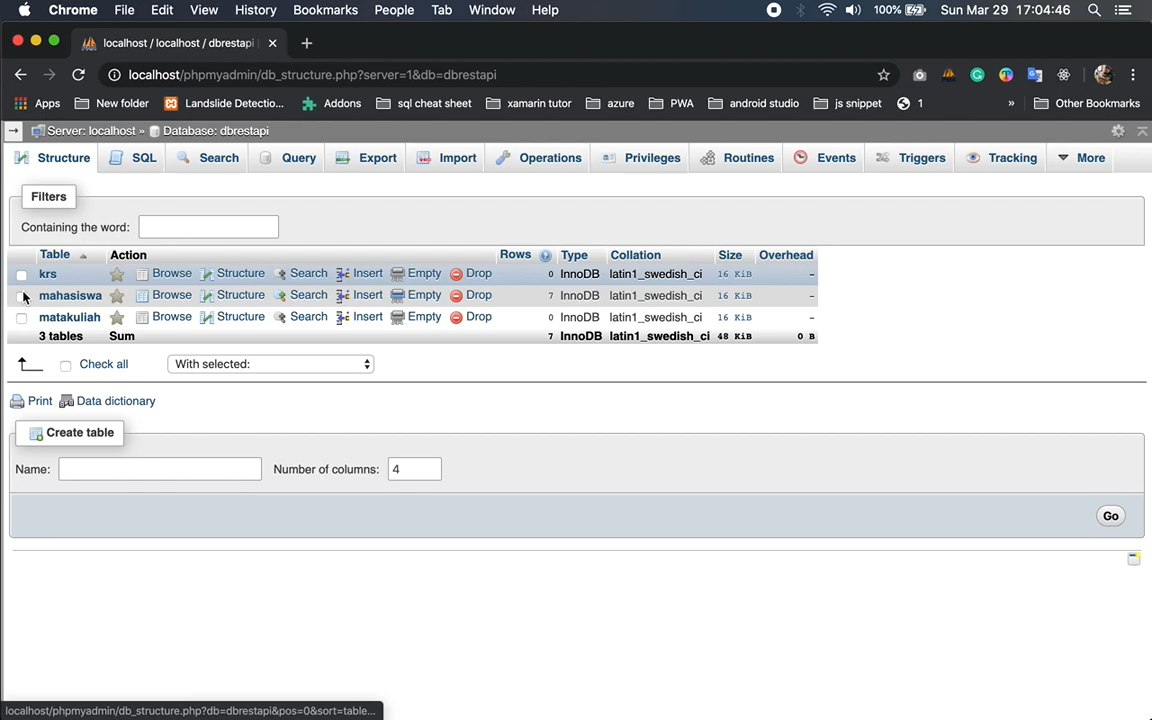 Chrome File Edit View History Bookmarks People Tab Window Help 100% Sun Mar 29 17:04:46
localhost / localhost / dbrestapi
localhost/phpmyadmin/db_structure.php?server=1&db=dbrestapi
Apps New folder Landslide Detectio... Addons sql cheat sheet xamarin tutor azure PWA android studio js snippet 1 » Other Bookmarks
Server: localhost » Database: dbrestapi
Structure SQL Search Query Export Import Operations Privileges Routines Events Triggers Tracking More
Filters
Containing the word:
Table Action Rows Type Collation Size Overhead
krs Browse Structure Search Insert Empty Drop 0 InnoDB latin1_swedish_ci 16 KiB -
mahasiswa Browse Structure Search Insert Empty Drop 7 InnoDB latin1_swedish_ci 16 KiB -
matakuliah Browse Structure Search Insert Empty Drop 0 InnoDB latin1_swedish_ci 16 KiB -
3 tables Sum 7 InnoDB latin1_swedish_ci 48 KiB 0 B
Check all With selected:
Print Data dictionary
Create table
Name: Number of columns: 4
Go
localhost/phpmyadmin/db_structure.php?db=dbrestapi&pos=0&sort=table...